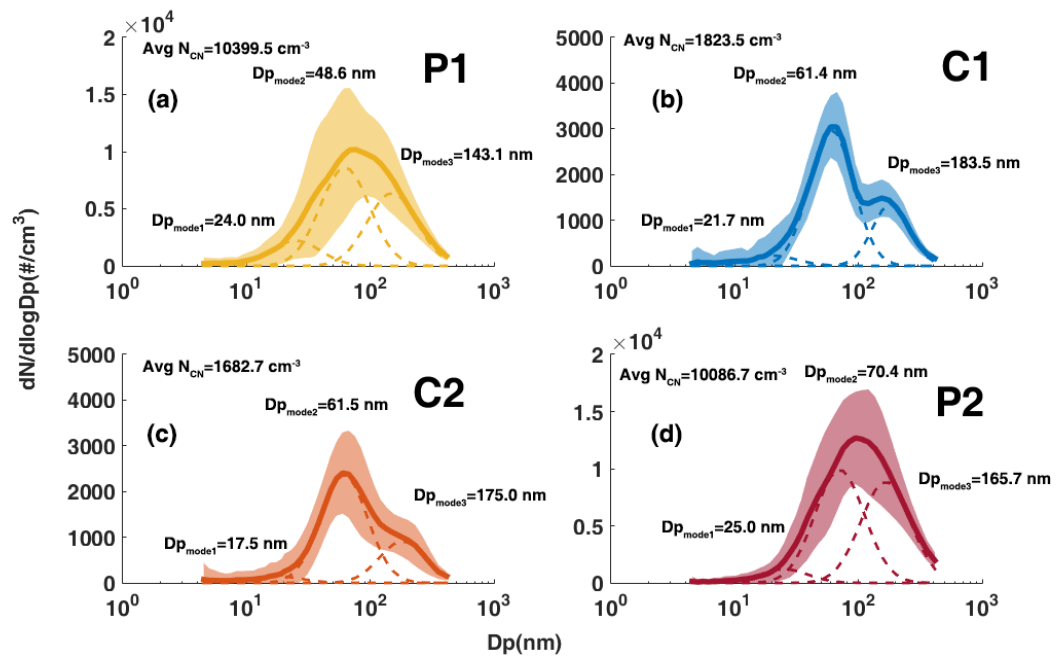 dN/dlogDp(#/cm³)
×10⁴
Avg N_CN=10399.5 cm⁻³
P1
Dp_mode2=48.6 nm
(a)
Dp_mode3=143.1 nm
Dp_mode1=24.0 nm
2
1.5
1
0.5
0
10⁰ 10¹ 10² 10³
5000
4000
3000
2000
1000
0
Avg N_CN=1823.5 cm⁻³
C1
Dp_mode2=61.4 nm
(b)
Dp_mode3=183.5 nm
Dp_mode1=21.7 nm
10⁰ 10¹ 10² 10³
5000
4000
3000
2000
1000
0
Avg N_CN=1682.7 cm⁻³
C2
Dp_mode2=61.5 nm
(c)
Dp_mode3=175.0 nm
Dp_mode1=17.5 nm
10⁰ 10¹ 10² 10³
×10⁴
2
1.5
1
0.5
0
Avg N_CN=10086.7 cm⁻³
Dp_mode2=70.4 nm
P2
(d)
Dp_mode3=165.7 nm
Dp_mode1=25.0 nm
10⁰ 10¹ 10² 10³
Dp(nm)